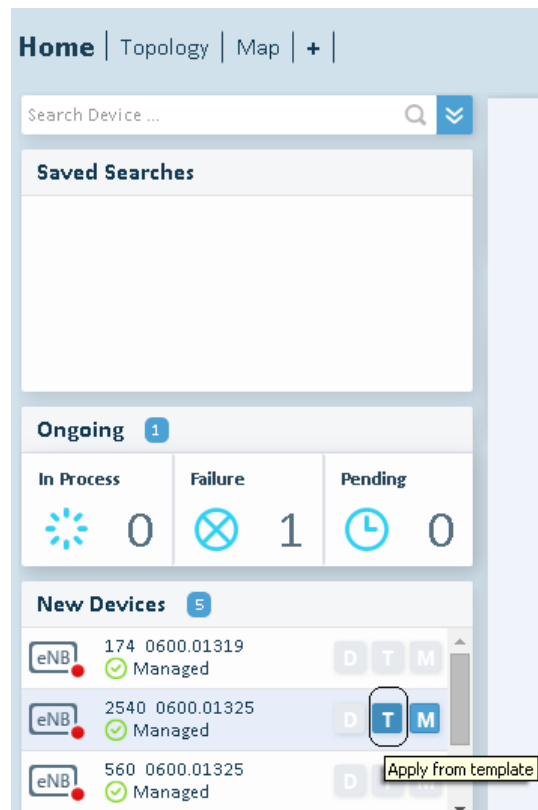 Home | Topology | Map | + |
Search Device ...
Saved Searches
Ongoing 1
In Process Failure Pending
0 1 0
New Devices 5
eNB 174 0600.01319 D T M
Managed
eNB 2540 0600.01325 D T M
Managed
Apply from template
eNB 560 0600.01325 D
Managed